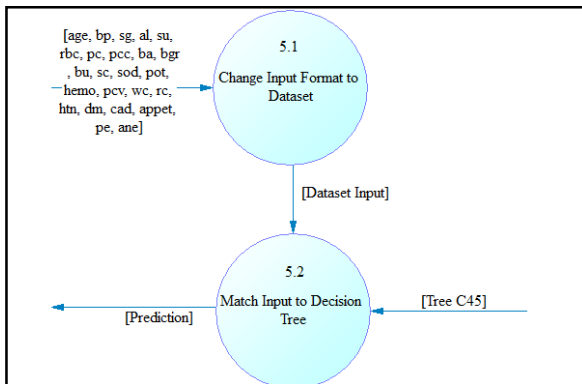 [age, bp, sg, al, su,
rbc, pc, pcc, ba, bgr
, bu, sc, sod, pot,
hemo, pcv, wc, rc,
htn, dm, cad, appet,
pe, ane]
5.1
Change Input Format to
Dataset
[Dataset Input]
5.2
Match Input to Decision
Tree
[Tree C45]
[Prediction]